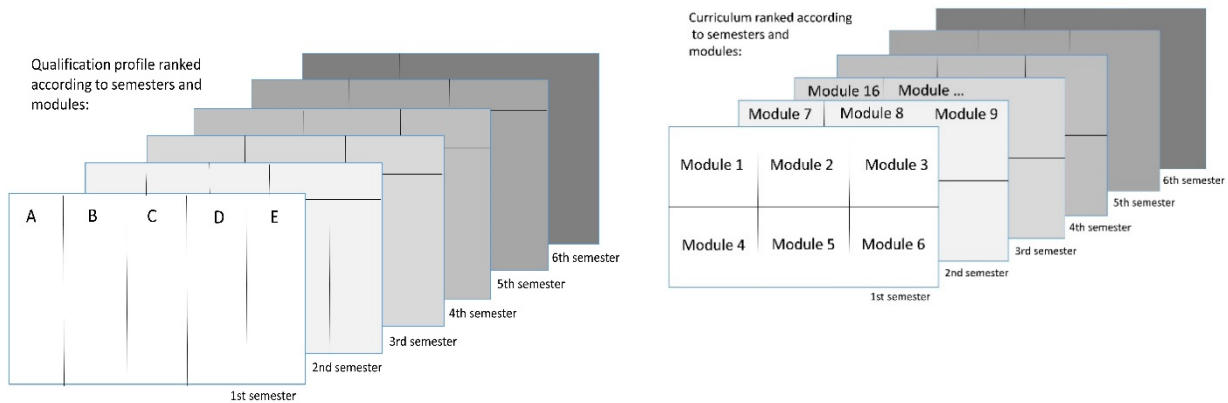 Qualification profile ranked
according to semesters and
modules:
A B C D E
1st semester
2nd semester
3rd semester
4th semester
5th semester
6th semester
Curriculum ranked according
to semesters and
modules:
Module 16 Module ...
Module 7 Module 8 Module 9
Module 1 Module 2 Module 3
Module 4 Module 5 Module 6
1st semester
2nd semester
3rd semester
4th semester
5th semester
6th semester